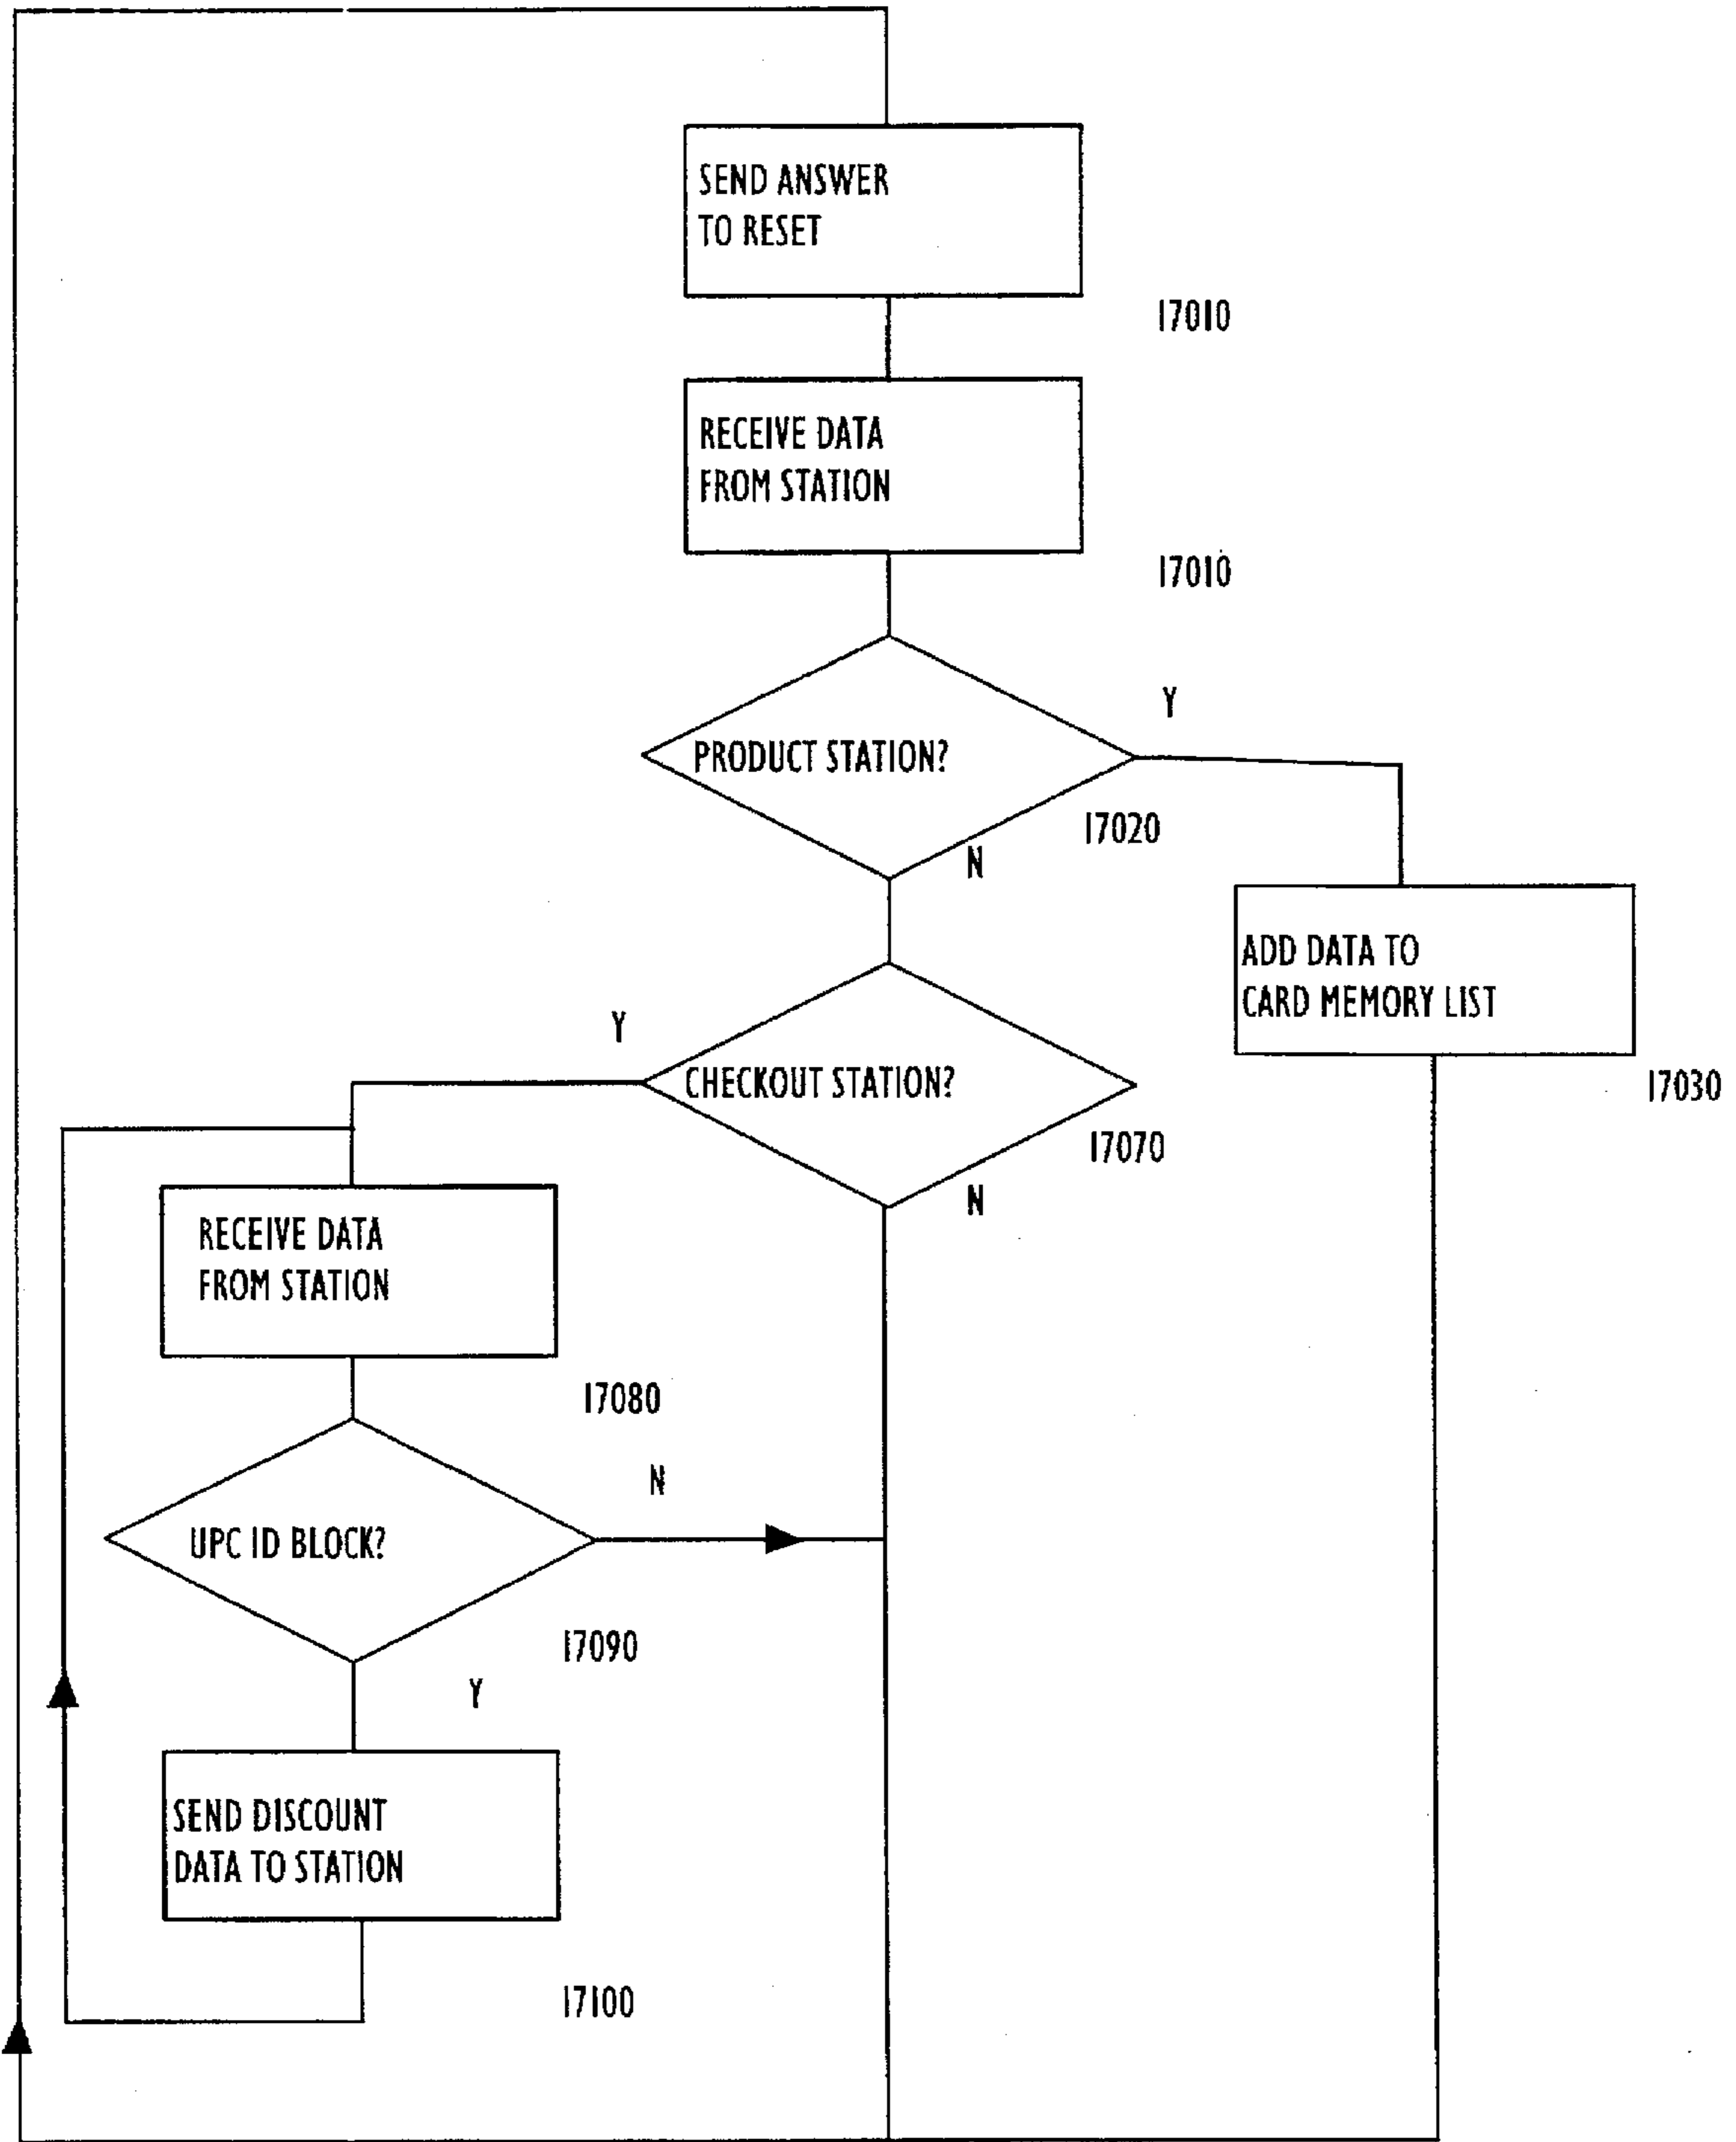 SEND ANSWER
TO RESET
17010
RECEIVE DATA
FROM STATION
17010
Y
PRODUCT STATION?
17020
N
ADD DATA TO
CARD MEMORY LIST
17030
Y
CHECKOUT STATION?
17070
N
RECEIVE DATA
FROM STATION
17080
N
UPC ID BLOCK?
17090
Y
SEND DISCOUNT
DATA TO STATION
17100